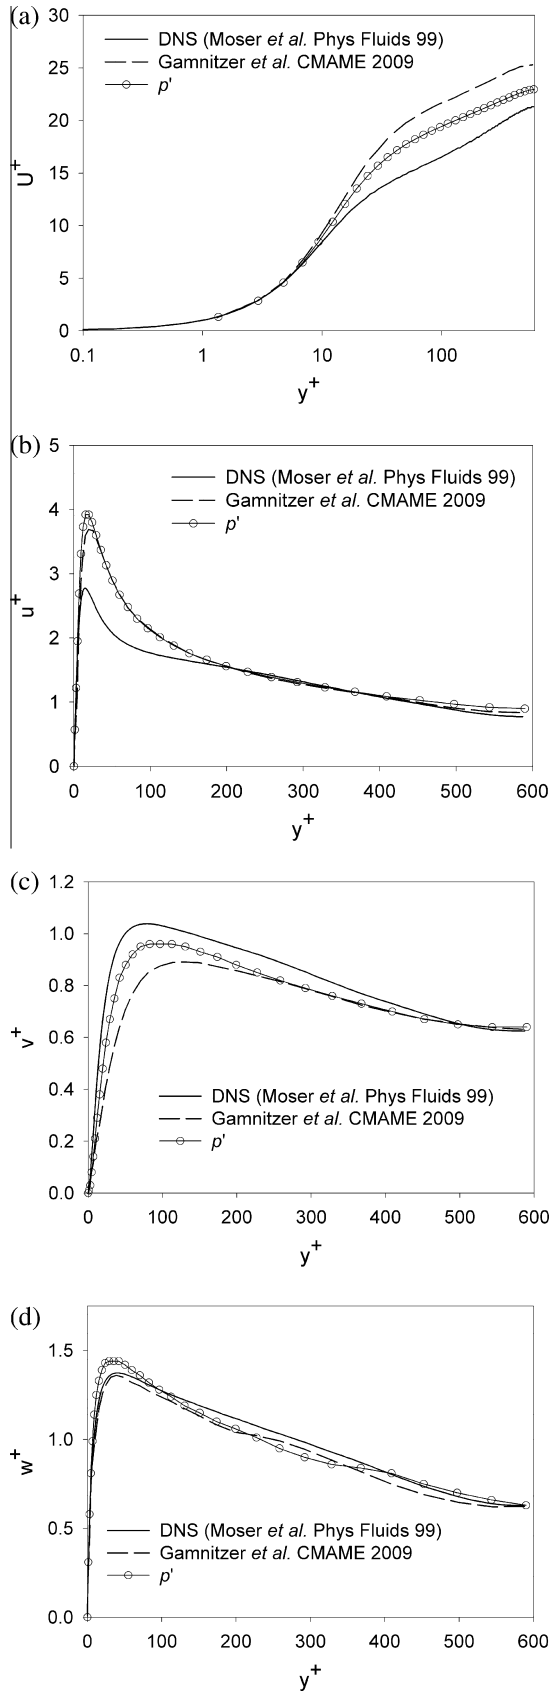 (a)
30
25
20
15
10
5
0
U+
DNS (Moser et al. Phys Fluids 99)
Gamnitzer et al. CMAME 2009
p'
0.1 1 10 100
y+
(b)
5
4
3
2
1
0
u+
DNS (Moser et al. Phys Fluids 99)
Gamnitzer et al. CMAME 2009
p'
0 100 200 300 400 500 600
y+
(c)
1.2
1.0
0.8
0.6
0.4
0.2
0.0
v+
DNS (Moser et al. Phys Fluids 99)
Gamnitzer et al. CMAME 2009
p'
0 100 200 300 400 500 600
y+
(d)
1.5
1.0
0.5
0.0
w+
DNS (Moser et al. Phys Fluids 99)
Gamnitzer et al. CMAME 2009
p'
0 100 200 300 400 500 600
y+